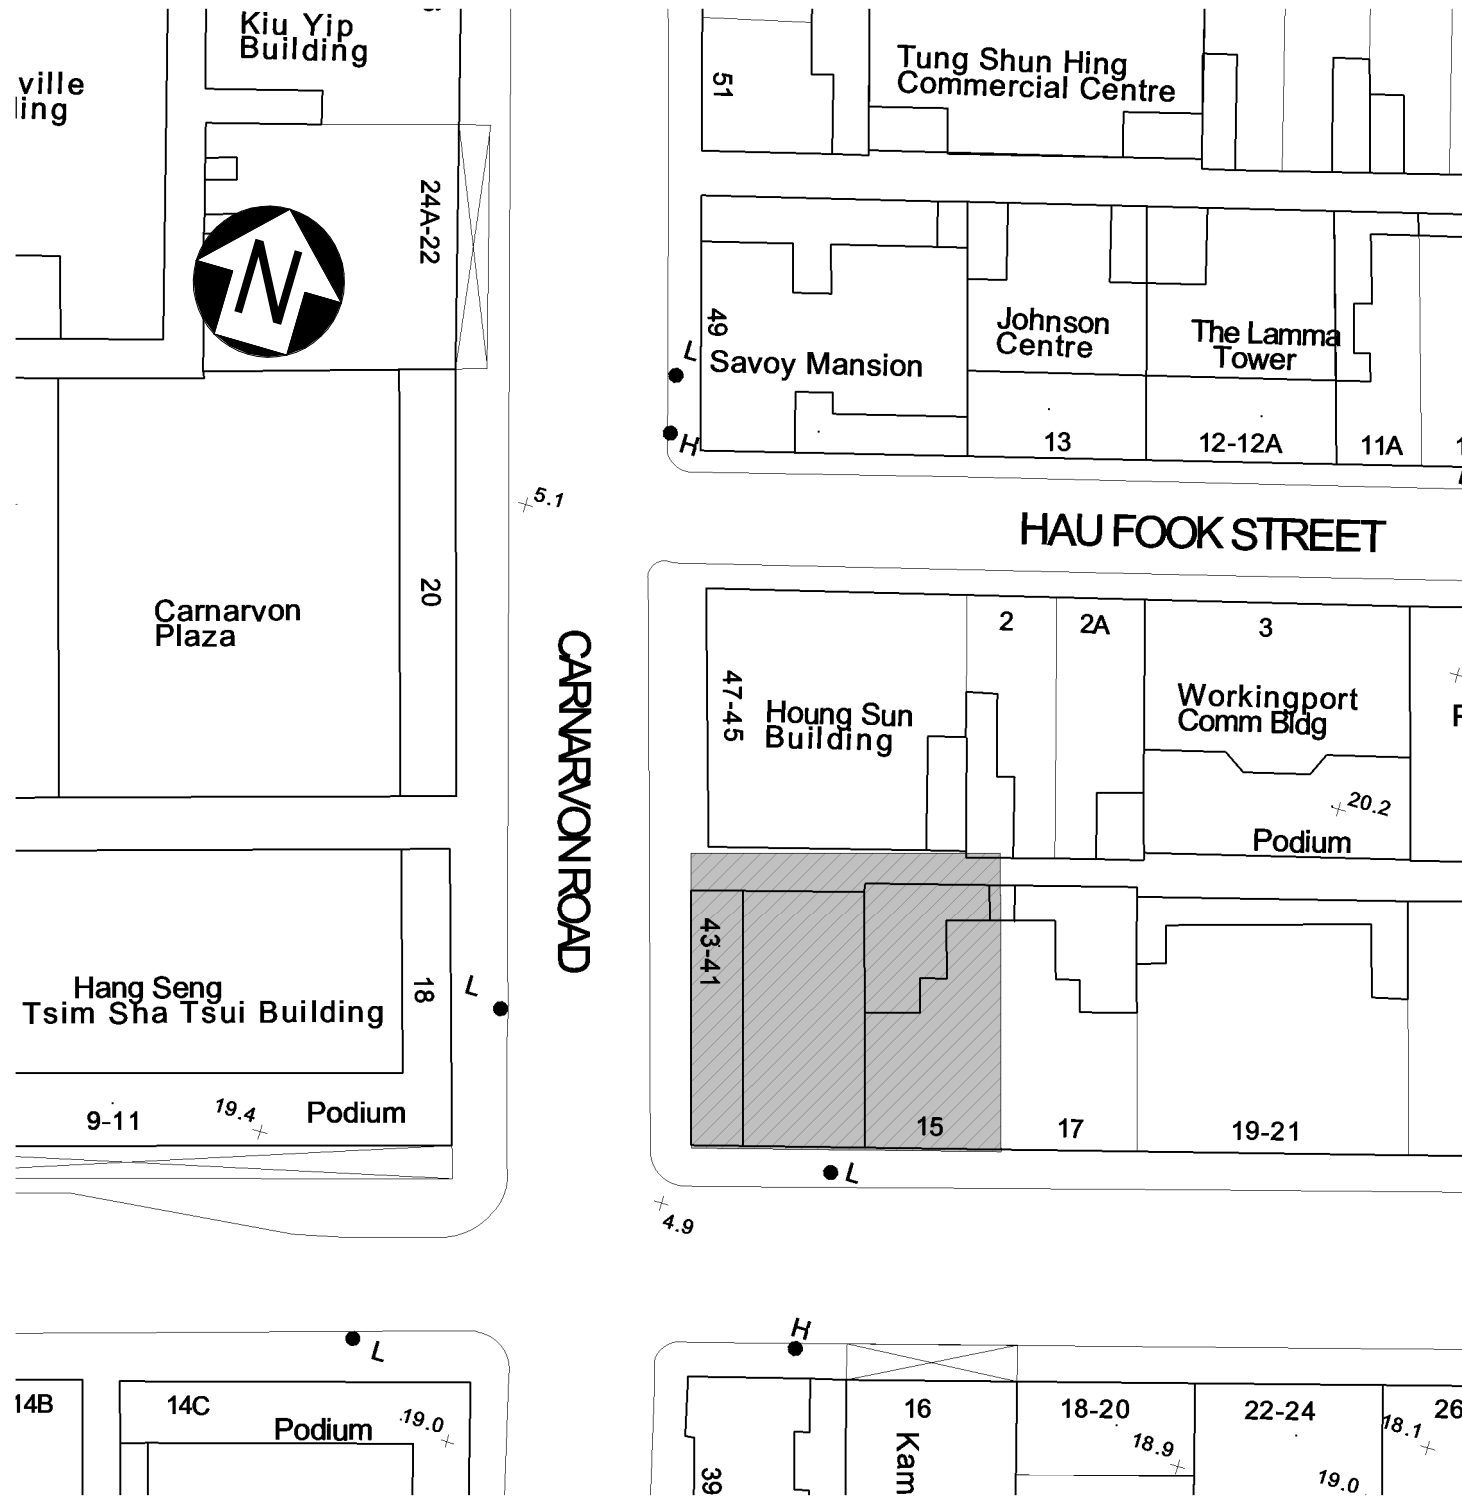 Kiu Yip
Building
ville
ling
24A-22
N
51
Tung Shun Hing
Commercial Centre
49
L
Savoy Mansion
H
Johnson
Centre
The Lamma
Tower
13
12-12A
11A
5.1
HAU FOOK STREET
20
Carnarvon
Plaza
CARNARVON ROAD
2
2A
3
47-45
Houng Sun
Building
Workingport
Comm Bldg
20.2
Podium
43-41
Hang Seng
Tsim Sha Tsui Building
18
L
9-11
19.4
Podium
15
17
19-21
L
4.9
H
L
14B
14C
Podium
19.0
16
Kam
39
18-20
18.9
22-24
19.0
26
18.1